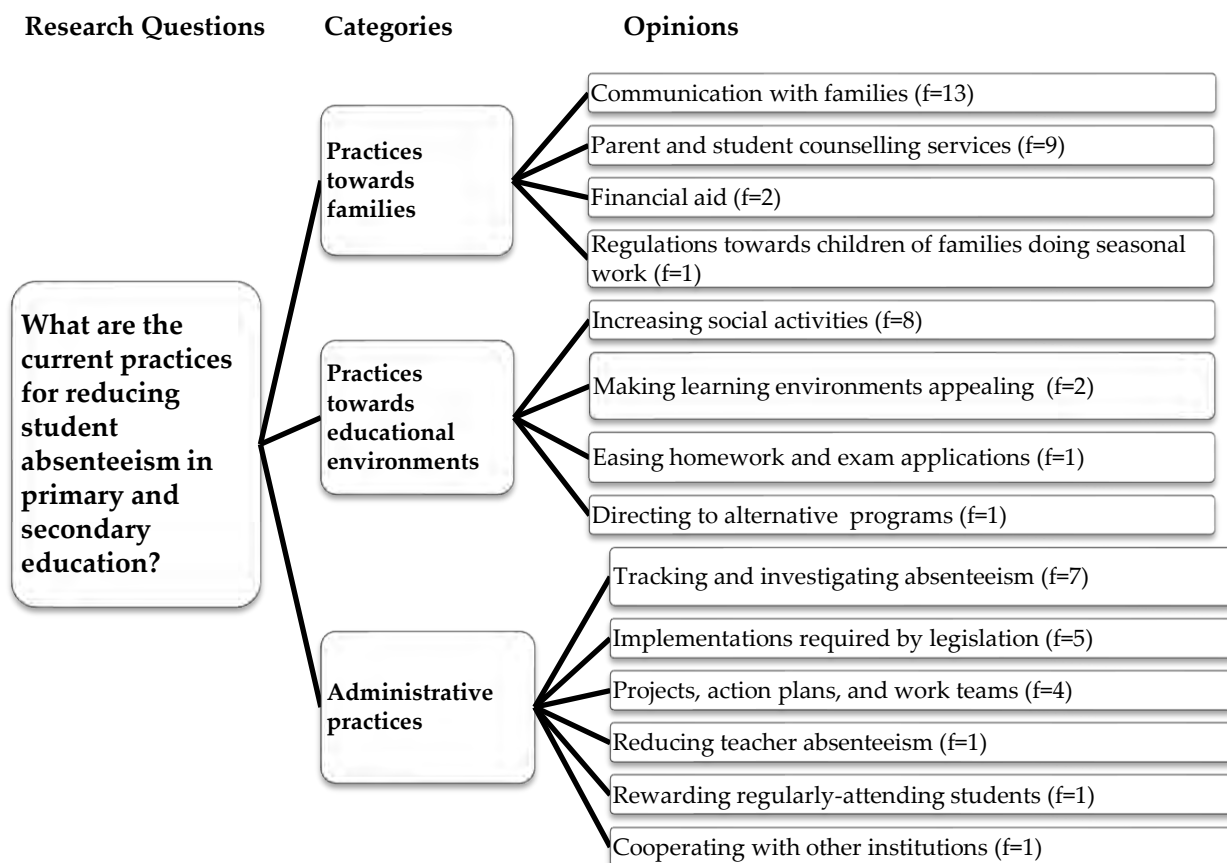 Research Questions
Categories
Opinions
What are the
current practices
for reducing
student
absenteeism in
primary and
secondary
education?
Practices
towards
families
Communication with families (f=13)
Parent and student counselling services (f=9)
Financial aid (f=2)
Regulations towards children of families doing seasonal
work (f=1)
Practices
towards
educational
environments
Increasing social activities (f=8)
Making learning environments appealing (f=2)
Easing homework and exam applications (f=1)
Directing to alternative programs (f=1)
Administrative
practices
Tracking and investigating absenteeism (f=7)
Implementations required by legislation (f=5)
Projects, action plans, and work teams (f=4)
Reducing teacher absenteeism (f=1)
Rewarding regularly-attending students (f=1)
Cooperating with other institutions (f=1)